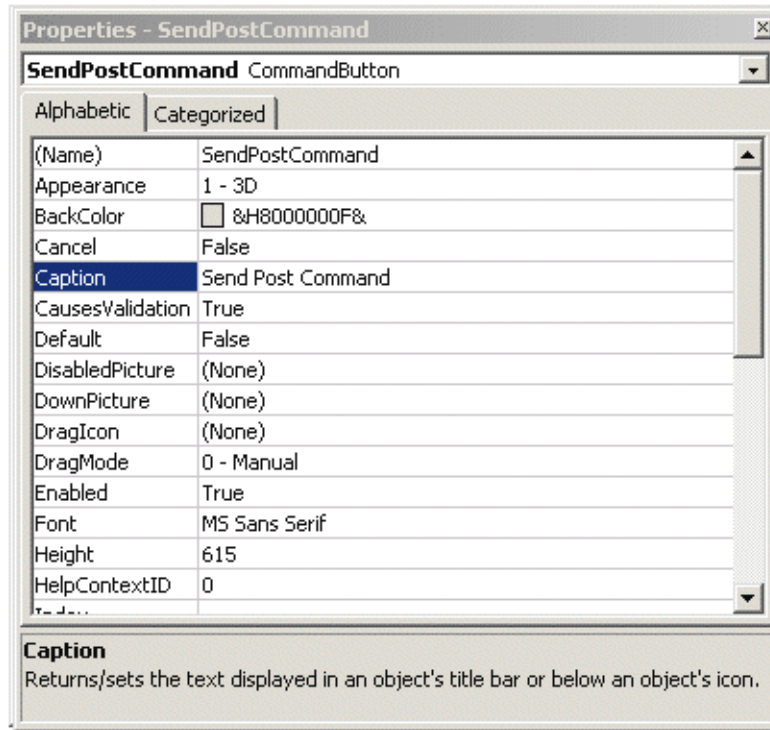 Properties - SendPostCommand
SendPostCommand CommandButton
Alphabetic Categorized
(Name) SendPostCommand
Appearance 1 - 3D
BackColor &H8000000F&
Cancel False
Caption Send Post Command
CausesValidation True
Default False
DisabledPicture (None)
DownPicture (None)
DragIcon (None)
DragMode 0 - Manual
Enabled True
Font MS Sans Serif
Height 615
HelpContextID 0
Caption
Returns/sets the text displayed in an object's title bar or below an object's icon.